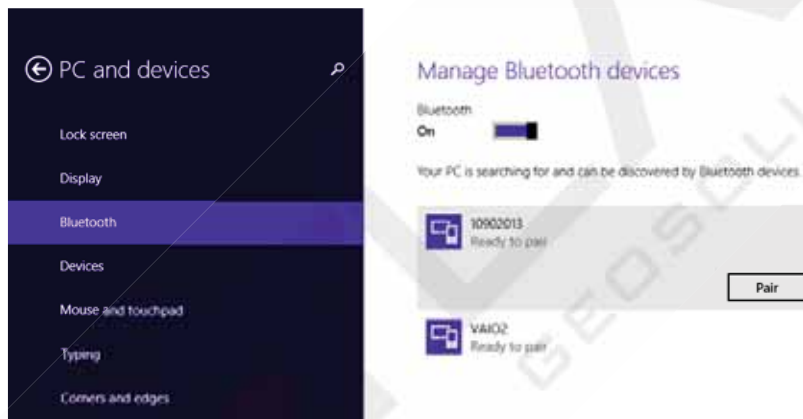 PC and devices
Lock screen
Display
Bluetooth
Devices
Mouse and touchpad
Typing
Corners and edges
Manage Bluetooth devices
Bluetooth
On
Your PC is searching for and can be discovered by Bluetooth devices.
10902013
Ready to pair
Pair
VAIO2
Ready to pair